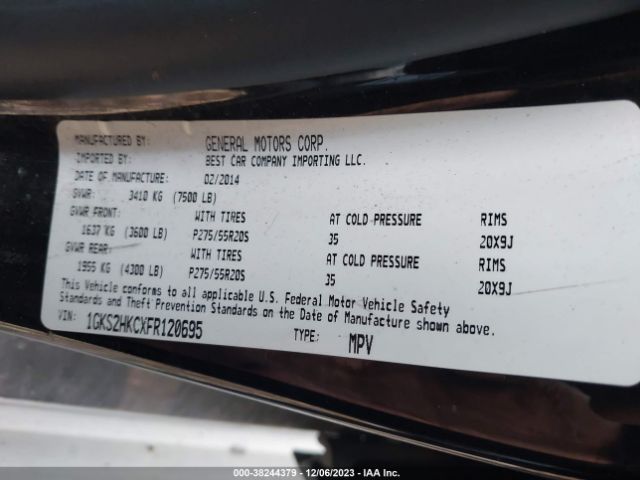 MANUFACTURED BY: GENERAL MOTORS CORP.
IMPORTED BY: BEST CAR COMPANY IMPORTING LLC.
DATE OF MANUFACTURE: 02/2014
GVWR: 3410 KG (7500 LB)
GVWR FRONT: WITH TIRES AT COLD PRESSURE RIMS
1637 KG (3600 LB) P275/55R20S 35 20X9J
GVWR REAR: WITH TIRES AT COLD PRESSURE RIMS
1955 KG (4300 LB) P275/55R20S 35 20X9J
This Vehicle conforms to all applicable U.S. Federal Motor Vehicle Safety
Standards and Theft Prevention Standards on the Date of Manufacture shown above.
VIN: 1GKS2HKCXFR120695 TYPE: MPV
000-38244379 - 12/06/2023 - IAA Inc.